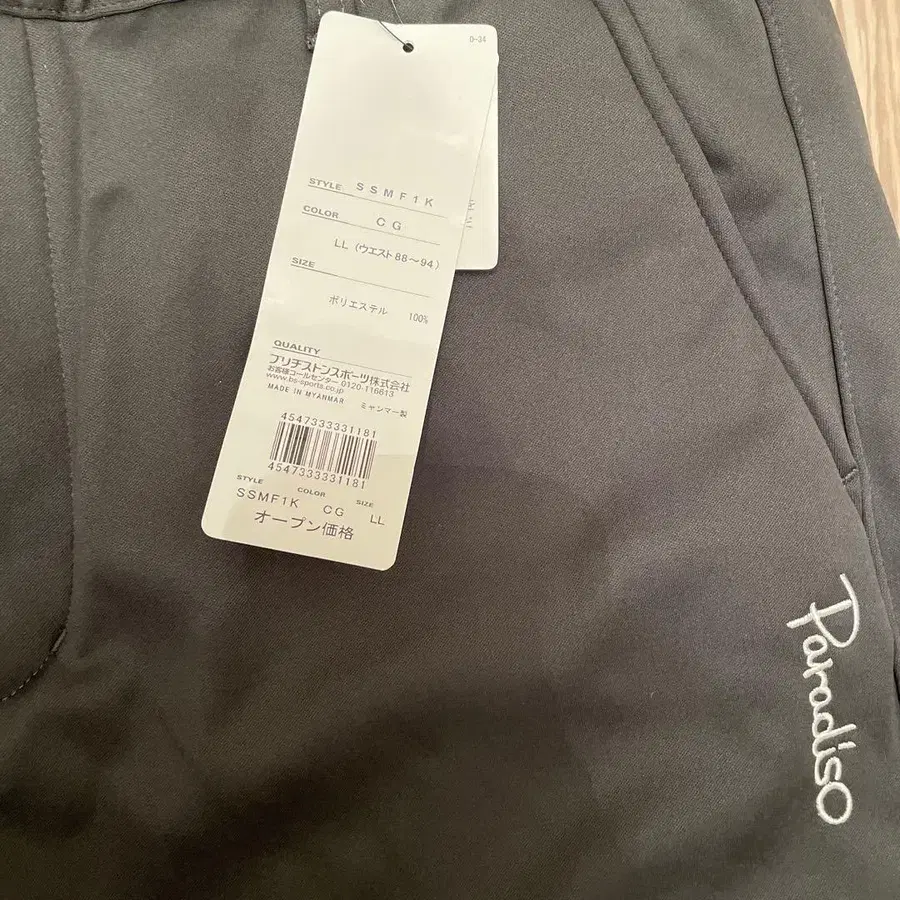 D-34
STYLE SSMF1K
COLOR CG
LL (ウエスト88～94)
SIZE
ポリエステル 100%
QUALITY
ブリヂストンスポーツ株式会社
お客様コールセンター 0120-116613
www.bs-sports.co.jp
MADE IN MYANMAR ミャンマー製
4547333331181
4547333331181
STYLE COLOR SIZE
SSMF1K CG LL
オープン価格
Paradiso